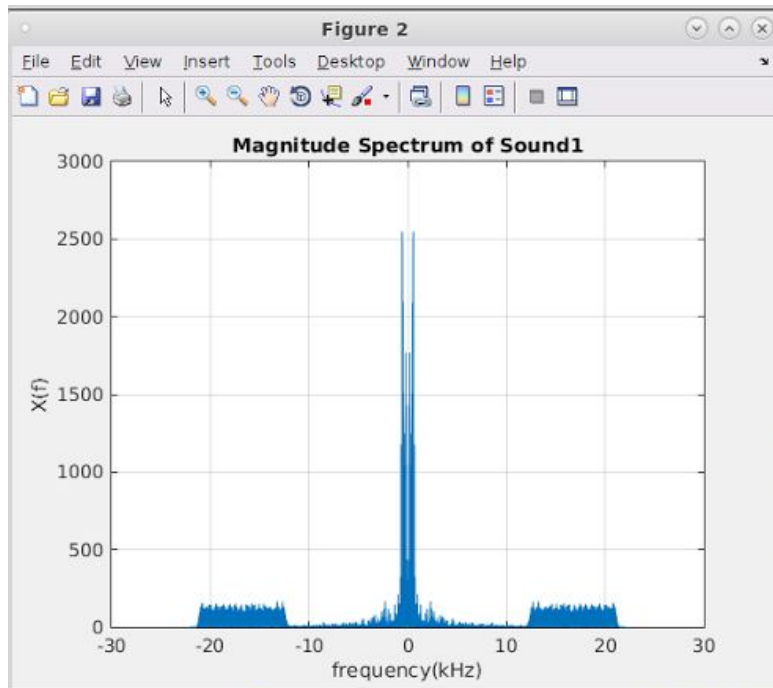 Figure 2
File Edit View Insert Tools Desktop Window Help
Magnitude Spectrum of Sound1
3000
2500
2000
1500
1000
500
0
X(f)
-30 -20 -10 0 10 20 30
frequency(kHz)